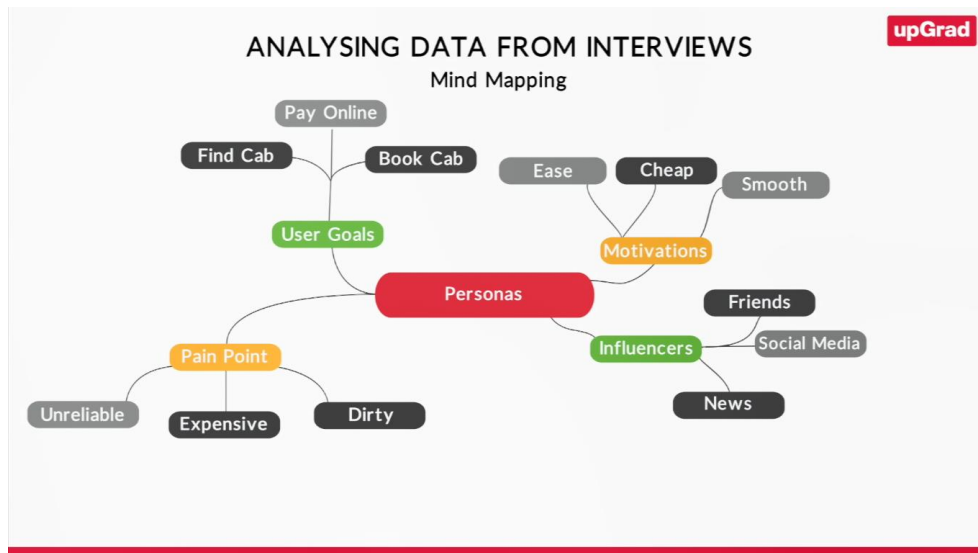 upGrad
ANALYSING DATA FROM INTERVIEWS
Mind Mapping
Pay Online
Find Cab
Book Cab
Ease
Cheap
Smooth
User Goals
Motivations
Personas
Friends
Social Media
Influencers
Pain Point
News
Unreliable
Expensive
Dirty